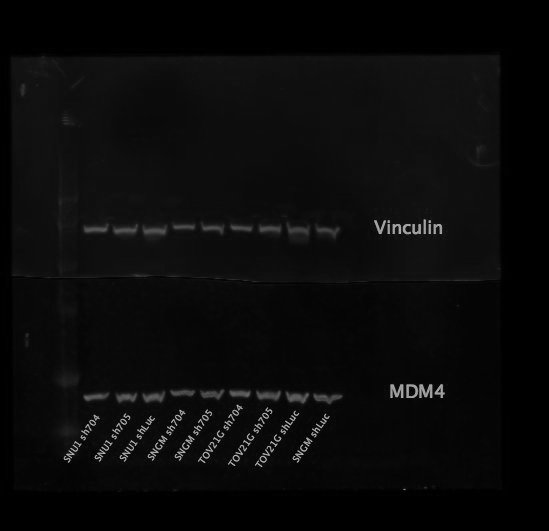 Vinculin
MDM4
SNU1 sh704
SNU1 sh705
SNU1 shLuc
SNGM sh704
SNGM sh705
TOV21G sh704
TOV21G sh705
TOV21G shLuc
SNGM shLuc